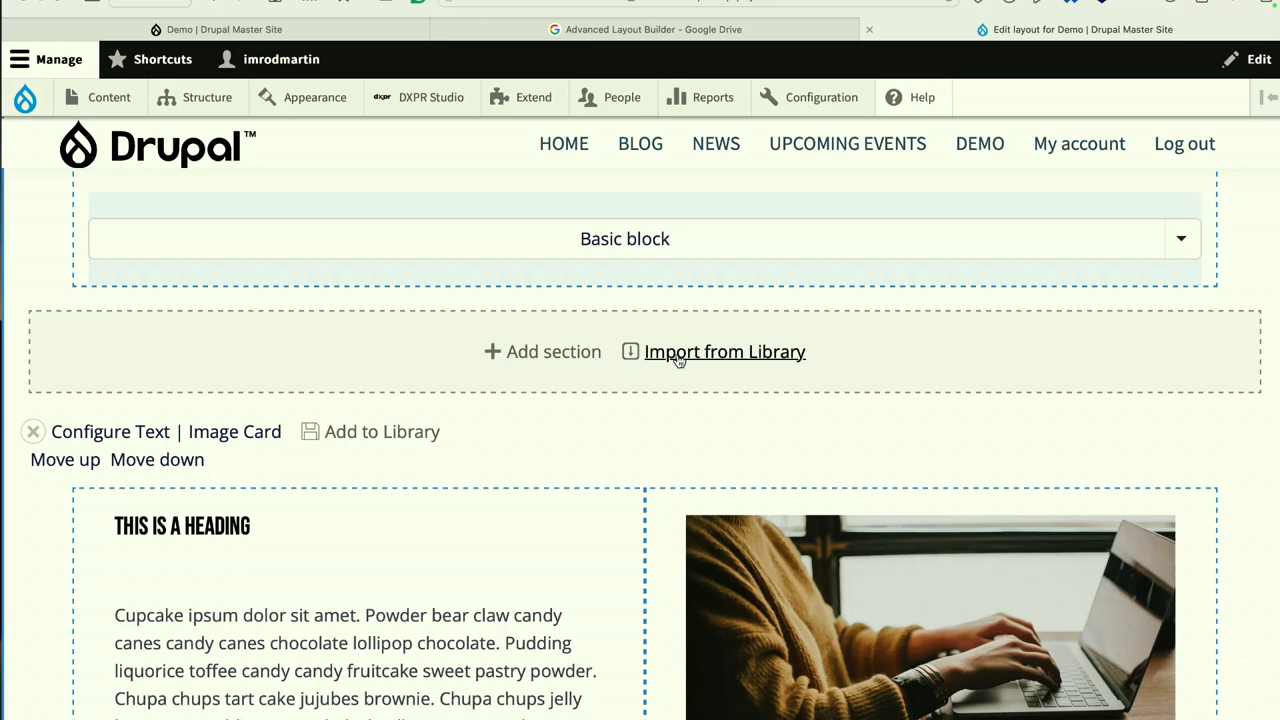 Demo | Drupal Master Site
Advanced Layout Builder - Google Drive
Edit layout for Demo | Drupal Master Site
Manage
Shortcuts
imrodmartin
Edit
Content
Structure
Appearance
dxpr DXPR Studio
Extend
People
Reports
Configuration
Help
Drupal™
HOME
BLOG
NEWS
UPCOMING EVENTS
DEMO
My account
Log out
Basic block
Add section
Import from Library
Configure Text | Image Card
Add to Library
Move up Move down
THIS IS A HEADING
Cupcake ipsum dolor sit amet. Powder bear claw candy
canes candy canes chocolate lollipop chocolate. Pudding
liquorice toffee candy candy fruitcake sweet pastry powder.
Chupa chups tart cake jujubes brownie. Chupa chups jelly